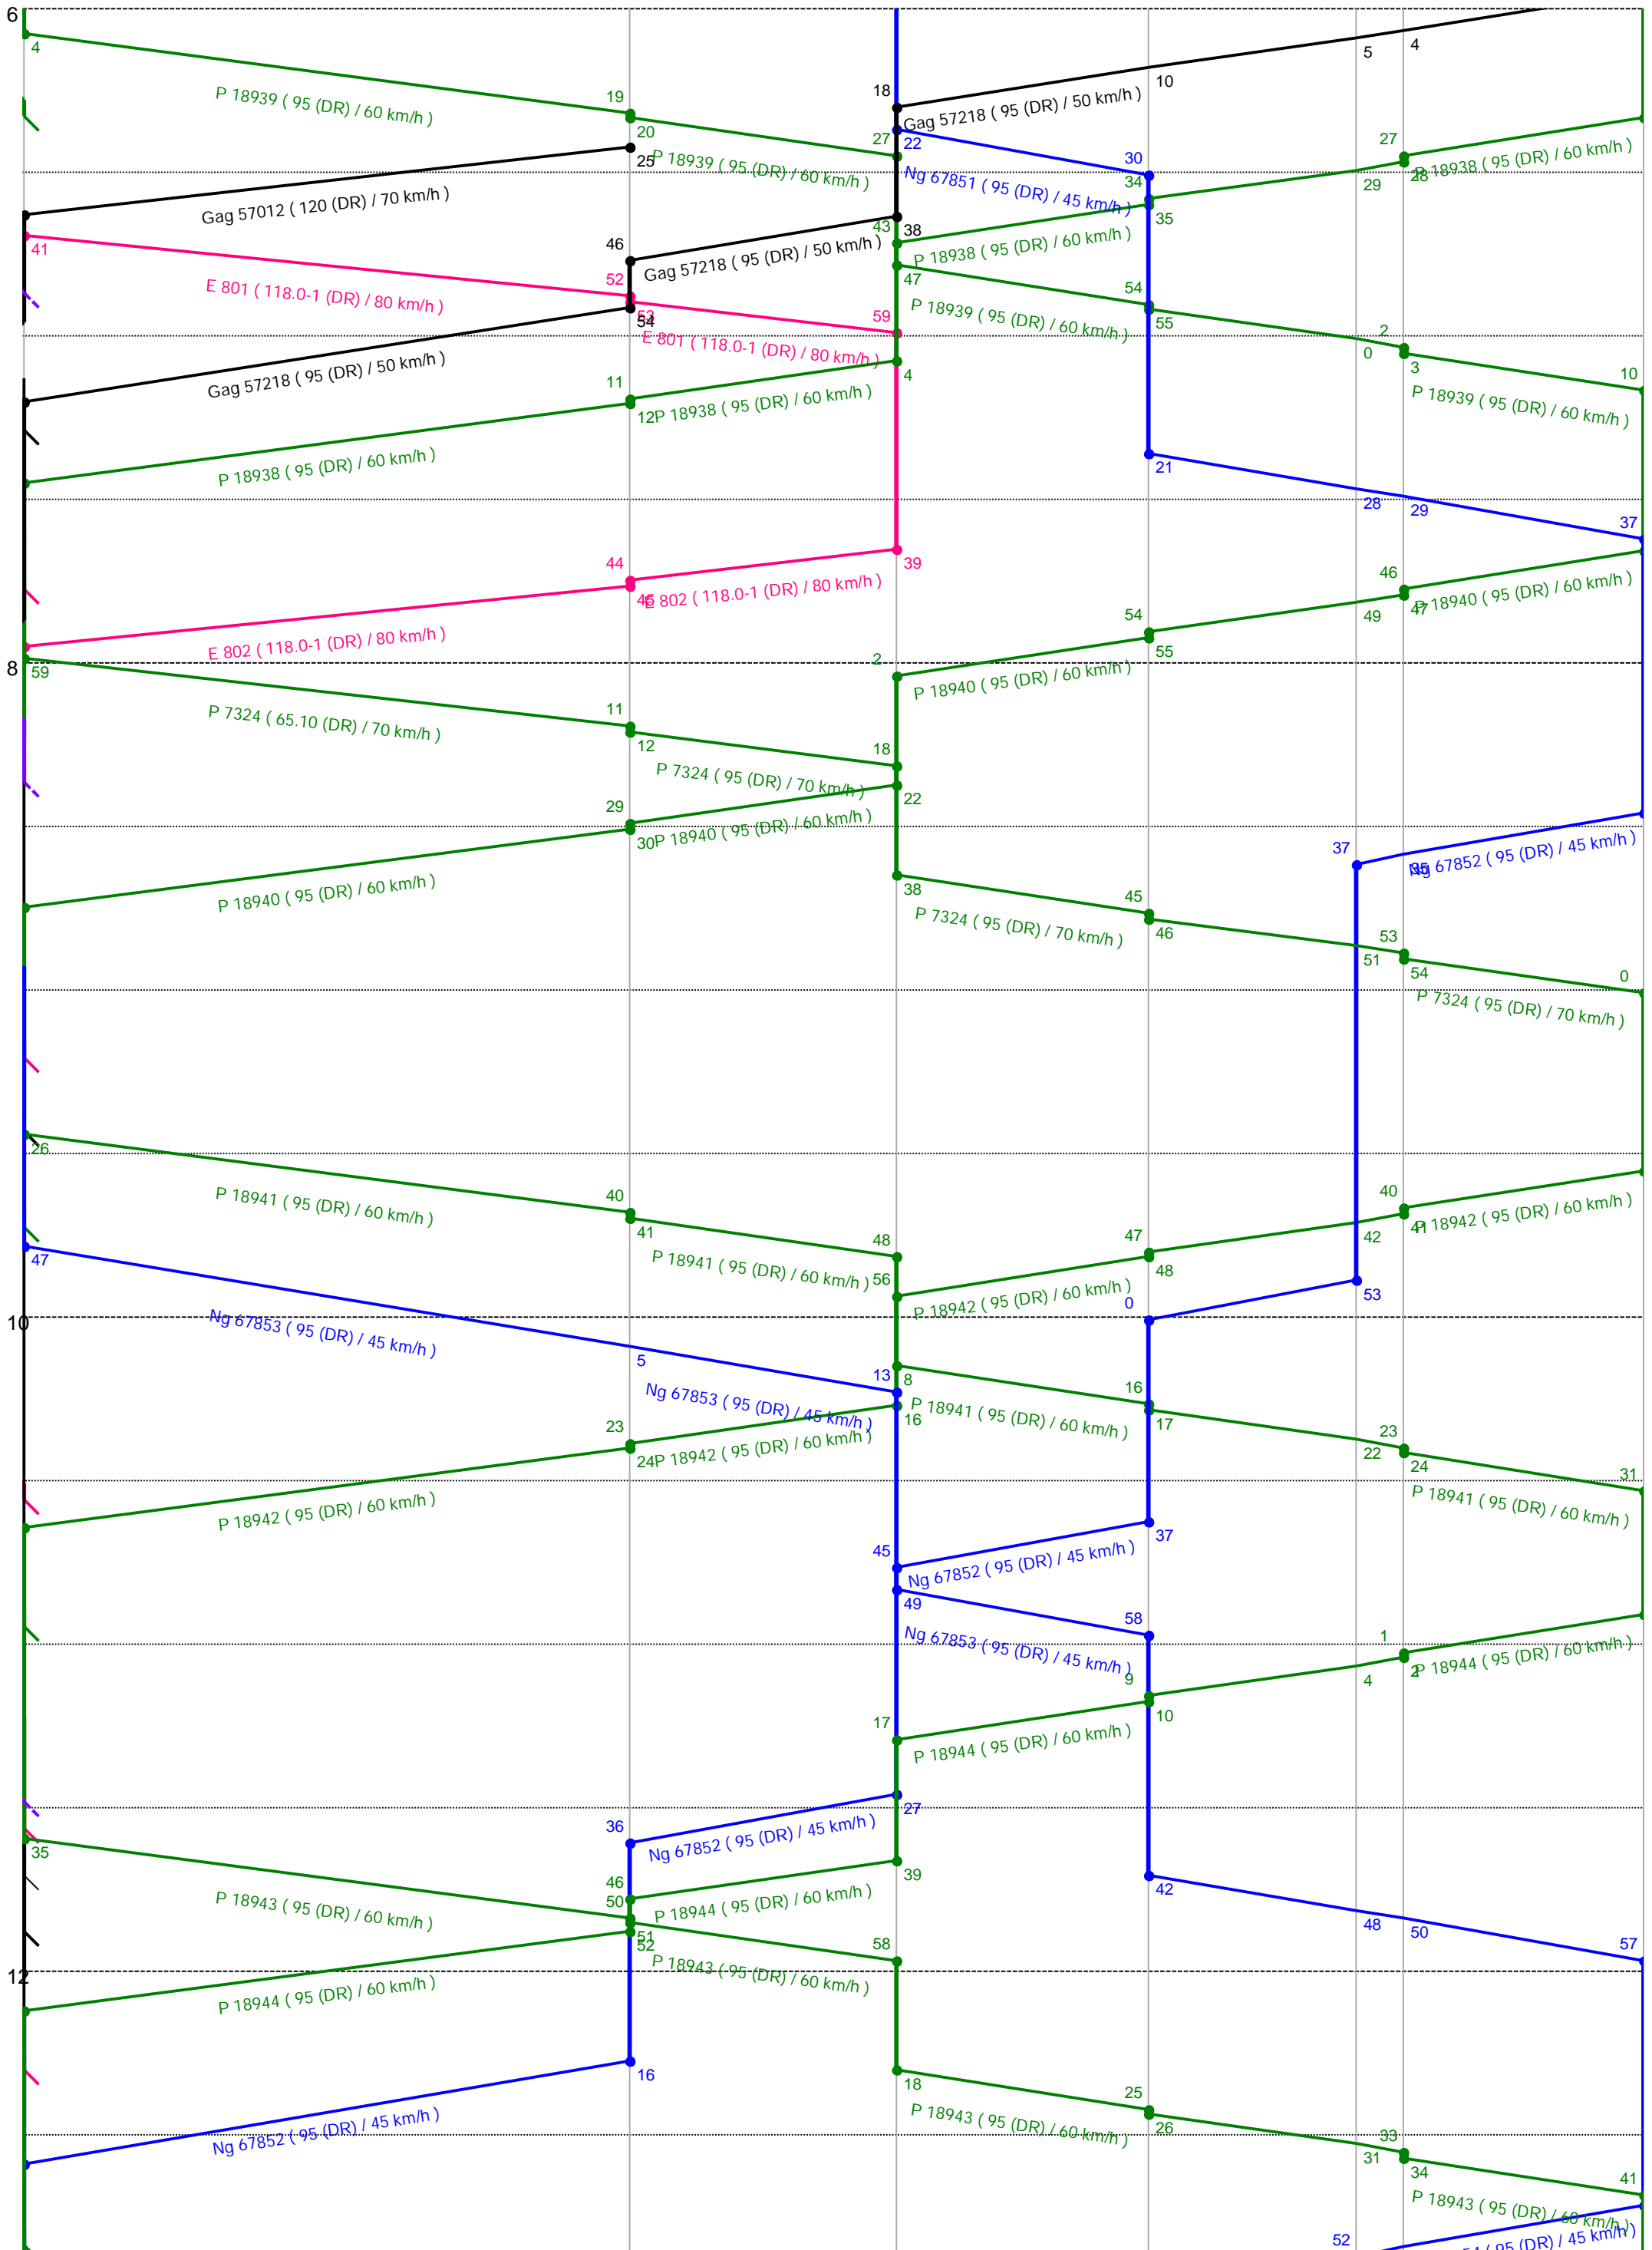 6
4
P 18939 ( 95 (DR) / 60 km/h )
19
20
P 18939 ( 95 (DR) / 60 km/h )
27
18
Gag 57218 ( 95 (DR) / 50 km/h )
10
5
4
22
Ng 67851 ( 95 (DR) / 45 km/h )
30
34
35
27
28
29
P 18938 ( 95 (DR) / 60 km/h )
25
Gag 57012 ( 120 (DR) / 70 km/h )
41
E 801 ( 118.0-1 (DR) / 80 km/h )
46
Gag 57218 ( 95 (DR) / 50 km/h )
38
43
P 18938 ( 95 (DR) / 60 km/h )
47
P 18939 ( 95 (DR) / 60 km/h )
52
53
54
E 801 ( 118.0-1 (DR) / 80 km/h )
59
54
55
2
0
3
P 18939 ( 95 (DR) / 60 km/h )
10
Gag 57218 ( 95 (DR) / 50 km/h )
11
12
P 18938 ( 95 (DR) / 60 km/h )
4
P 18938 ( 95 (DR) / 60 km/h )
21
28
29
37
44
45
E 802 ( 118.0-1 (DR) / 80 km/h )
39
E 802 ( 118.0-1 (DR) / 80 km/h )
46
47
49
P 18940 ( 95 (DR) / 60 km/h )
54
55
2
P 18940 ( 95 (DR) / 60 km/h )
8
59
P 7324 ( 65.10 (DR) / 70 km/h )
11
12
P 7324 ( 95 (DR) / 70 km/h )
18
22
29
30
P 18940 ( 95 (DR) / 60 km/h )
P 18940 ( 95 (DR) / 60 km/h )
37
35
Ng 67852 ( 95 (DR) / 45 km/h )
38
P 7324 ( 95 (DR) / 70 km/h )
45
46
53
51
54
P 7324 ( 95 (DR) / 70 km/h )
0
26
P 18941 ( 95 (DR) / 60 km/h )
40
41
P 18941 ( 95 (DR) / 60 km/h )
48
56
P 18942 ( 95 (DR) / 60 km/h )
47
48
40
41
42
P 18942 ( 95 (DR) / 60 km/h )
47
53
0
10
Ng 67853 ( 95 (DR) / 45 km/h )
5
Ng 67853 ( 95 (DR) / 45 km/h )
13
8
16
P 18941 ( 95 (DR) / 60 km/h )
16
17
23
22
24
P 18941 ( 95 (DR) / 60 km/h )
31
23
24
P 18942 ( 95 (DR) / 60 km/h )
P 18942 ( 95 (DR) / 60 km/h )
37
45
Ng 67852 ( 95 (DR) / 45 km/h )
49
Ng 67853 ( 95 (DR) / 45 km/h )
58
9
10
1
2
4
P 18944 ( 95 (DR) / 60 km/h )
17
P 18944 ( 95 (DR) / 60 km/h )
27
36
Ng 67852 ( 95 (DR) / 45 km/h )
35
P 18943 ( 95 (DR) / 60 km/h )
39
42
46
50
P 18944 ( 95 (DR) / 60 km/h )
51
52
48
50
57
58
P 18943 ( 95 (DR) / 60 km/h )
12
P 18944 ( 95 (DR) / 60 km/h )
16
18
P 18943 ( 95 (DR) / 60 km/h )
25
26
Ng 67852 ( 95 (DR) / 45 km/h )
33
31
34
41
P 18943 ( 95 (DR) / 60 km/h )
52
( 95 (DR) / 45 km/h )